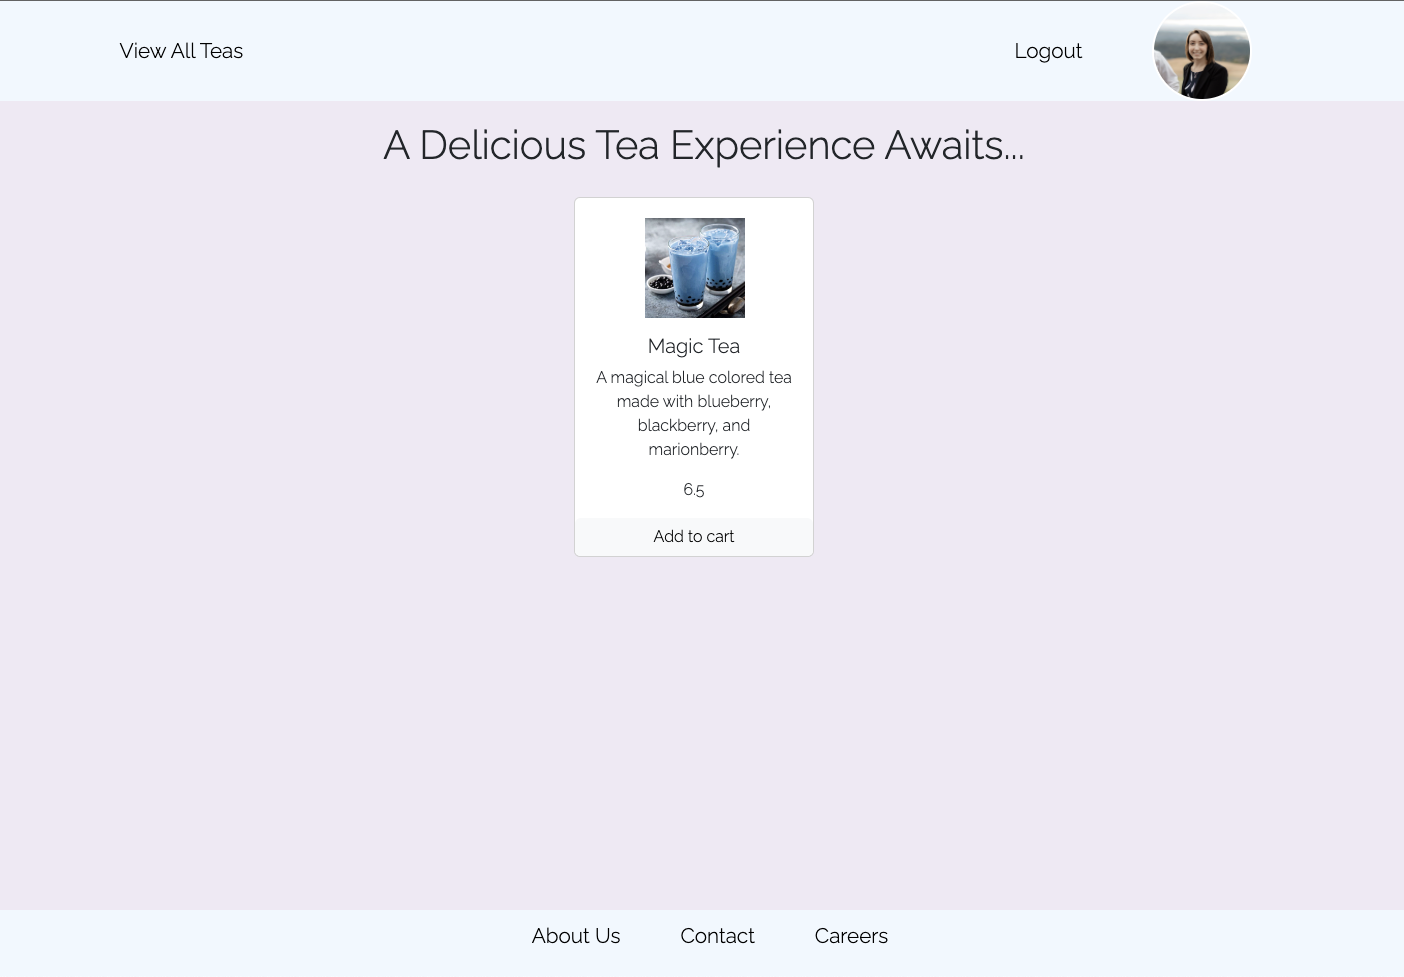 View All Teas
Logout
A Delicious Tea Experience Awaits...
Magic Tea
A magical blue colored tea
made with blueberry,
blackberry, and
marionberry.
6.5
Add to cart
About Us
Contact
Careers